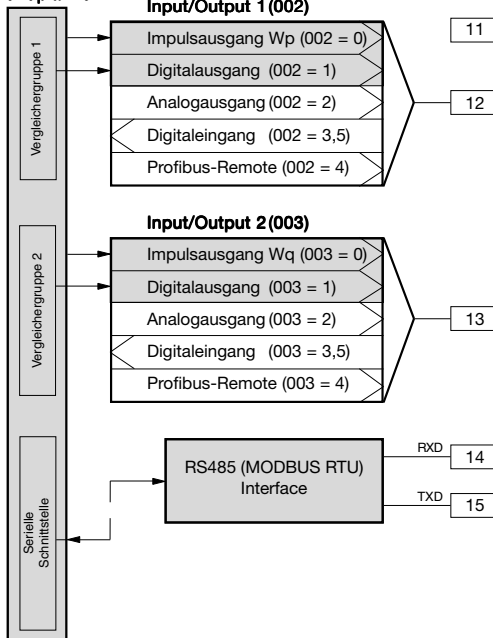 Input/Output 1 (002)
Vergleichergruppe 1
Impulsausgang Wp (002 = 0)
Digitalausgang (002 = 1)
Analogausgang (002 = 2)
Digitaleingang (002 = 3,5)
Profibus-Remote (002 = 4)
11
12
Input/Output 2 (003)
Vergleichergruppe 2
Impulsausgang Wq (003 = 0)
Digitalausgang (003 = 1)
Analogausgang (003 = 2)
Digitaleingang (003 = 3,5)
Profibus-Remote (003 = 4)
13
Serielle
Schnittstelle
RS485 (MODBUS RTU)
Interface
RXD
14
TXD
15